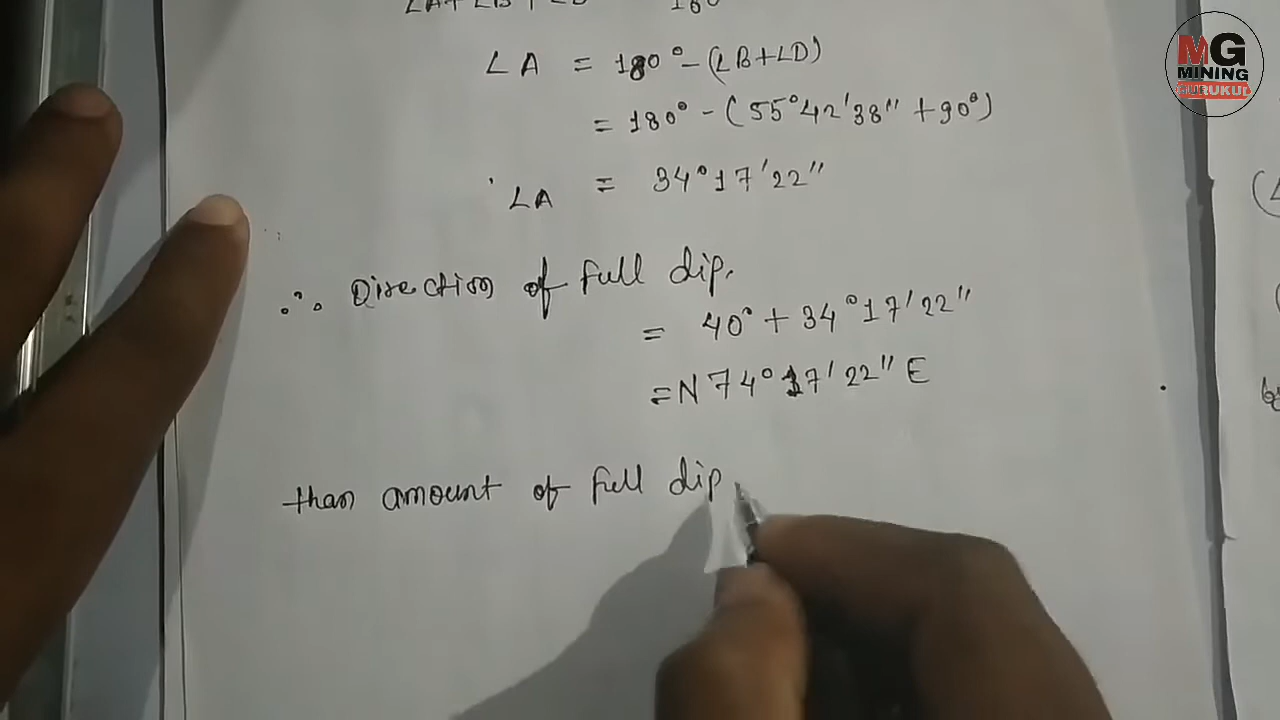 ∠A+∠B+∠D 180
∠A = 180° - (∠B+∠D)
= 180° - (55°42'38" + 90°)
∠A = 34°17'22"
∴ Direction of full dip.
= 40° + 34°17'22"
= N 74°17'22" E
than amount of full dip
MG
MINING
GURUKUL